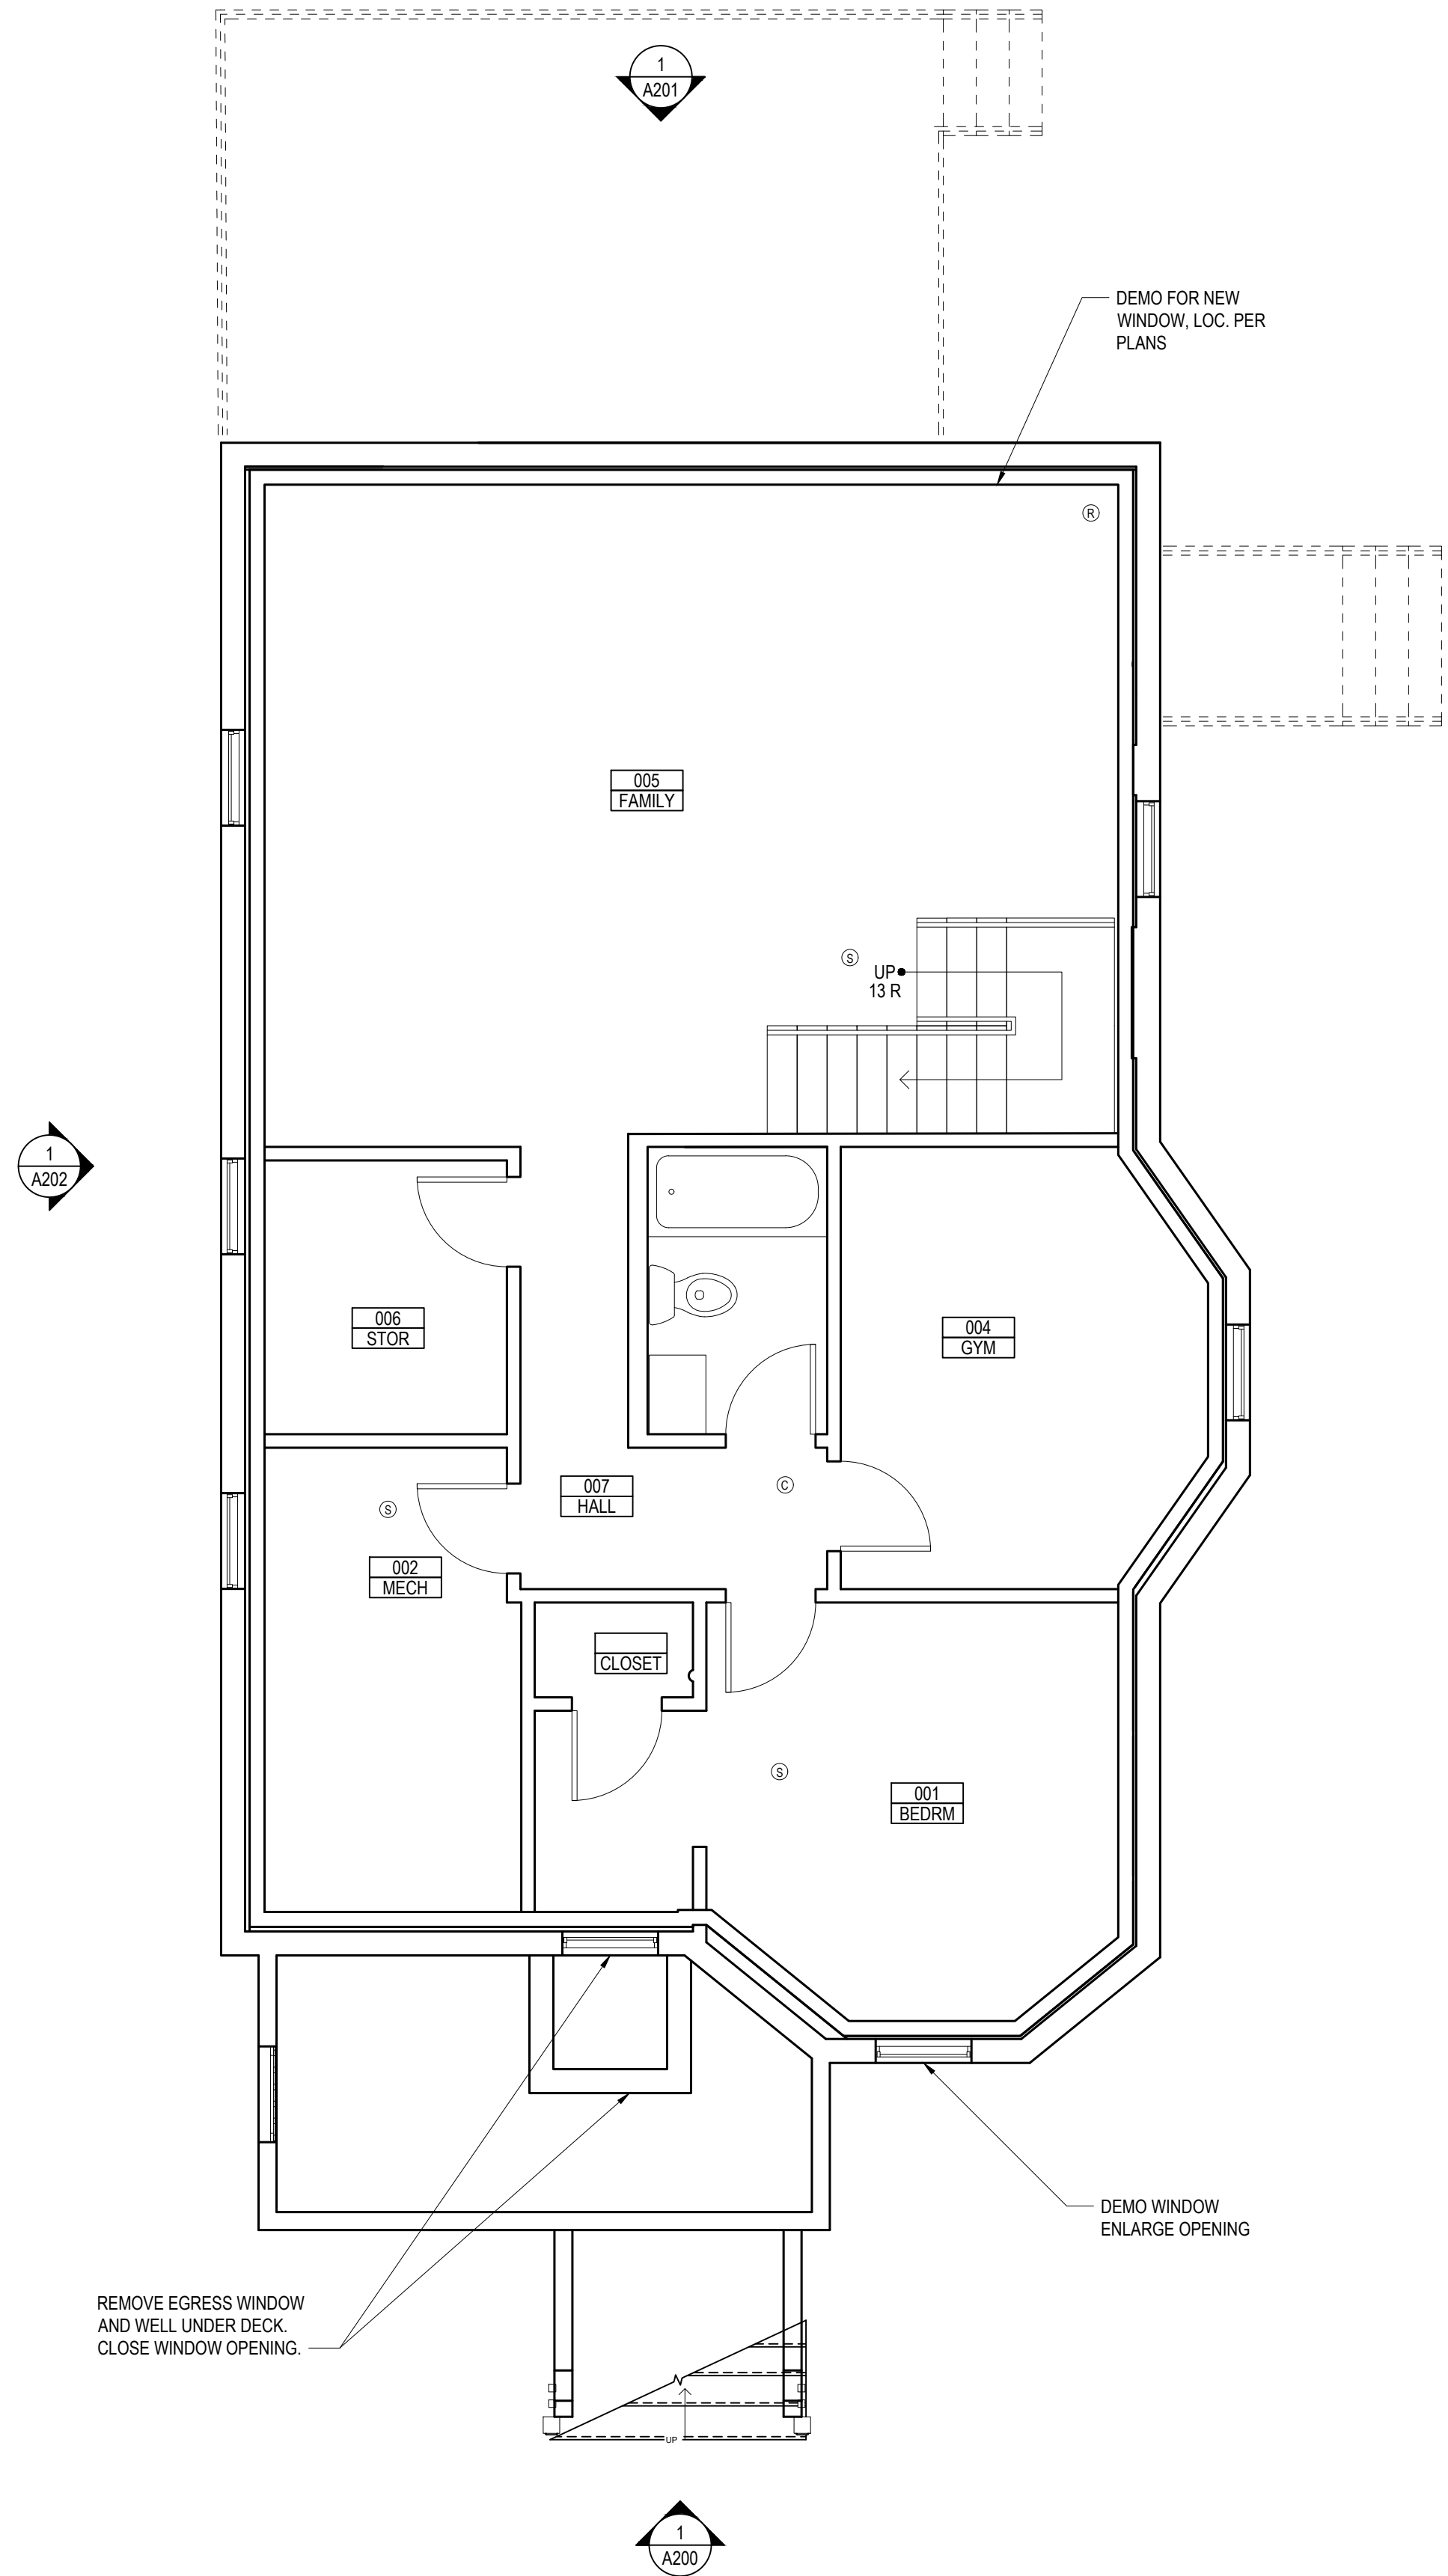 1
A201
DEMO FOR NEW
WINDOW, LOC. PER
PLANS
R
005
FAMILY
S
UP
13 R
1
A202
006
STOR
004
GYM
007
HALL
C
S
002
MECH
CLOSET
S
001
BEDRM
DEMO WINDOW
ENLARGE OPENING
REMOVE EGRESS WINDOW
AND WELL UNDER DECK.
CLOSE WINDOW OPENING.
UP
1
A200